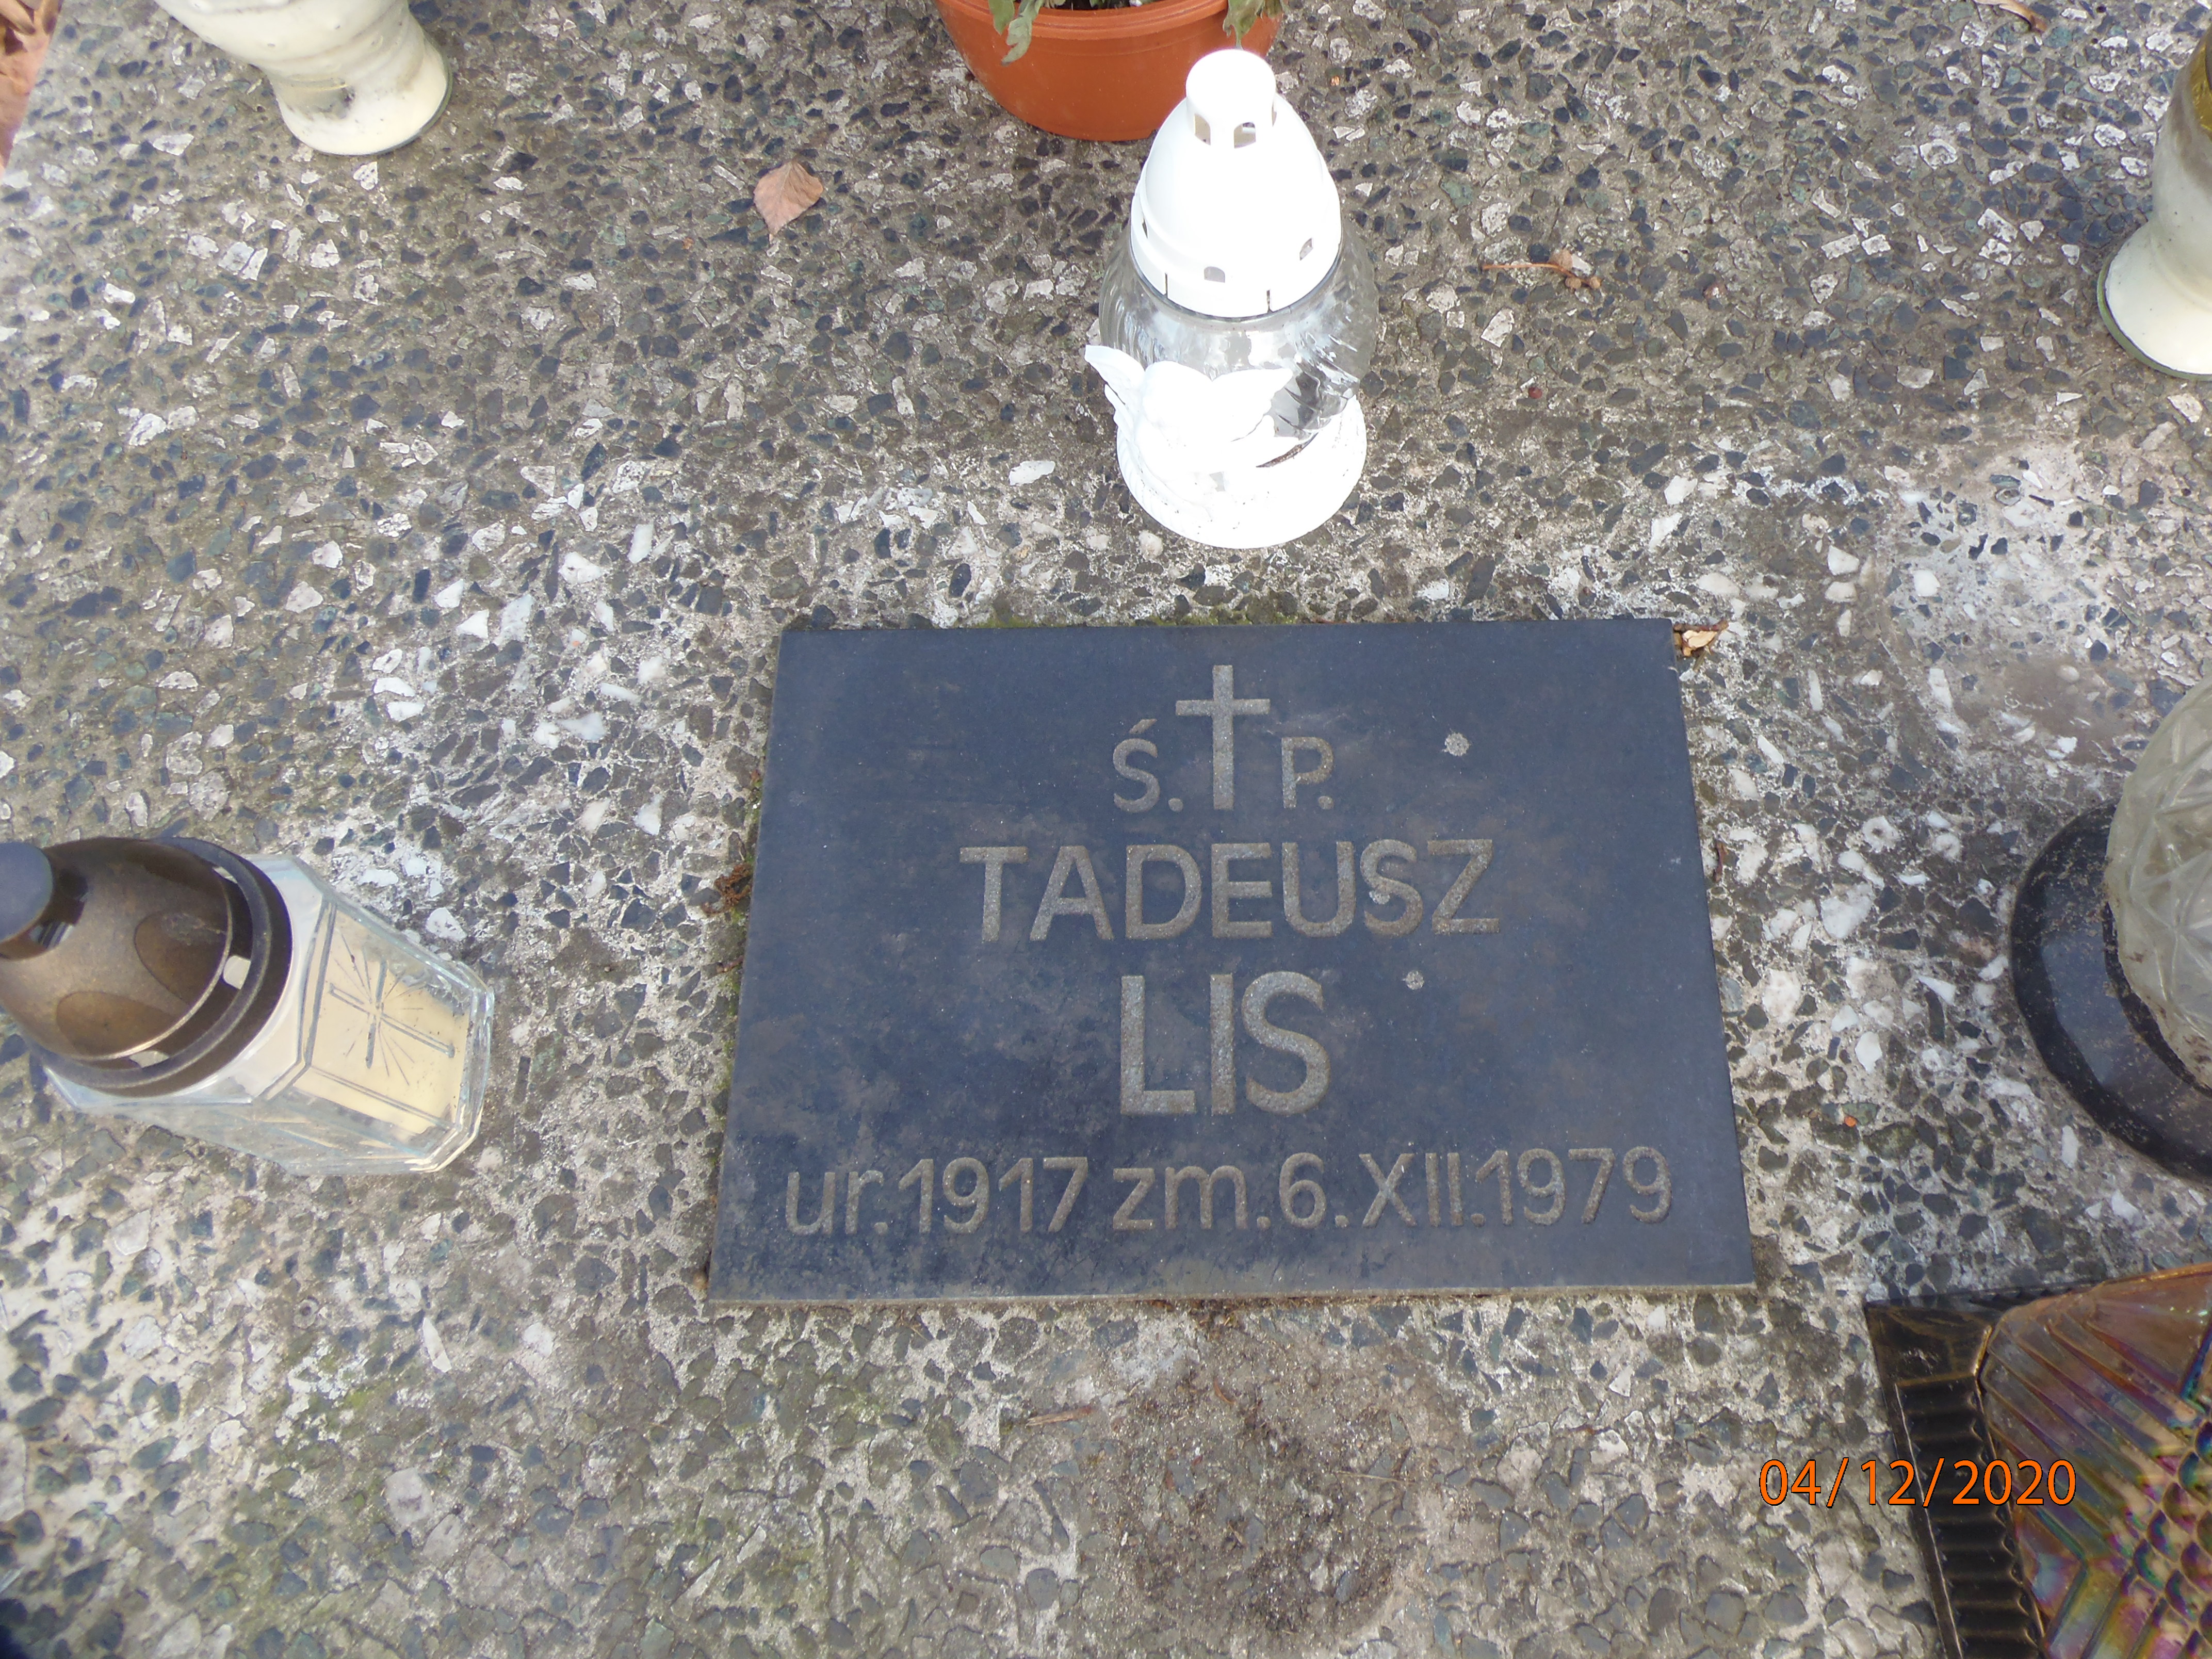 Ś. P.
TADEUSZ
LIS
ur.1917 zm.6.XII.1979
04/12/2020